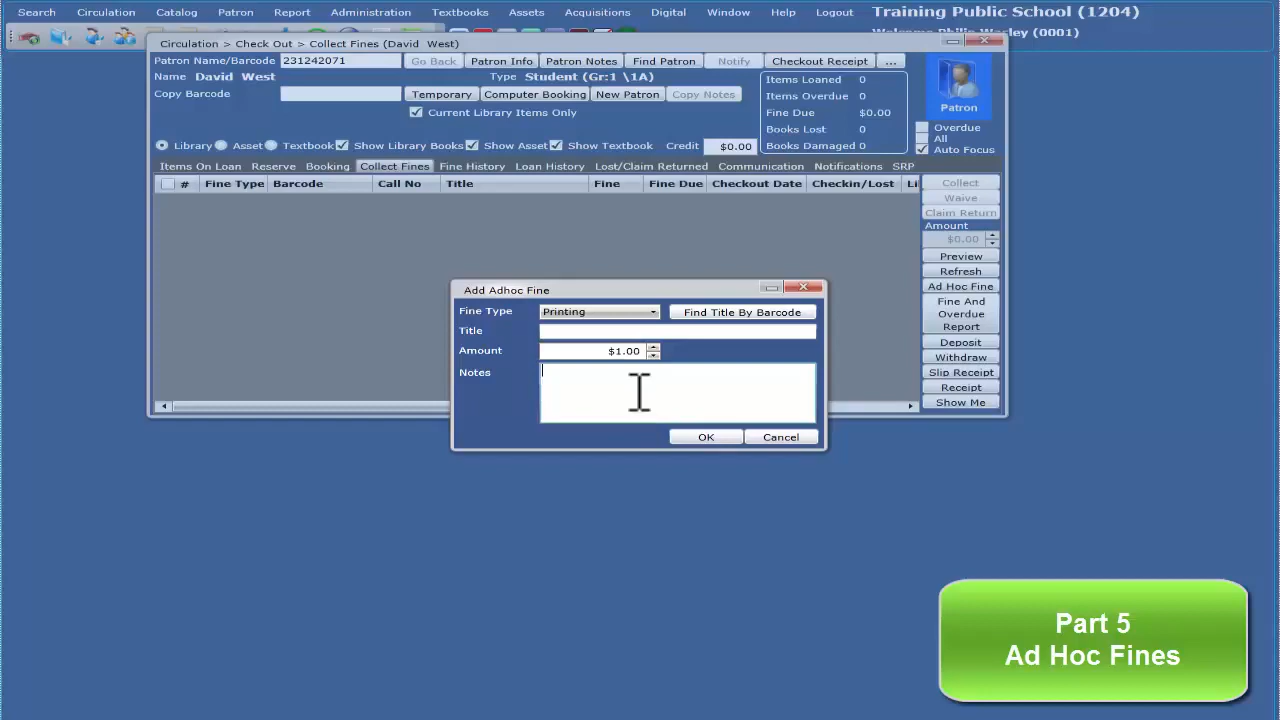 Search Circulation Catalog Patron Report Administration Textbooks Assets Acquisitions Digital Window Help Logout Training Public School (1204)
Circulation > Check Out > Collect Fines (David West)
Patron Name/Barcode 231242071 Go Back Patron Info Patron Notes Find Patron Notify Checkout Receipt ...
Name David West Type Student (Gr:1 \1A) Items Loaned 0
Copy Barcode Temporary Computer Booking New Patron Copy Notes Items Overdue 0
Patron
Current Library Items Only Fine Due $0.00
Books Lost 0 Overdue
All
Library Asset Textbook Show Library Books Show Asset Show Textbook Credit $0.00 Books Damaged 0 Auto Focus
Items On Loan Reserve Booking Collect Fines Fine History Loan History Lost/Claim Returned Communication Notifications SRP
# Fine Type Barcode Call No Title Fine Fine Due Checkout Date Checkin/Lost Li
Collect
Waive
Claim Return
Amount
$0.00
Preview
Refresh
Ad Hoc Fine
Fine And
Overdue
Report
Deposit
Withdraw
Slip Receipt
Receipt
Show Me
Add Adhoc Fine
Fine Type Printing Find Title By Barcode
Title
Amount $1.00
Notes
OK Cancel
Part 5
Ad Hoc Fines